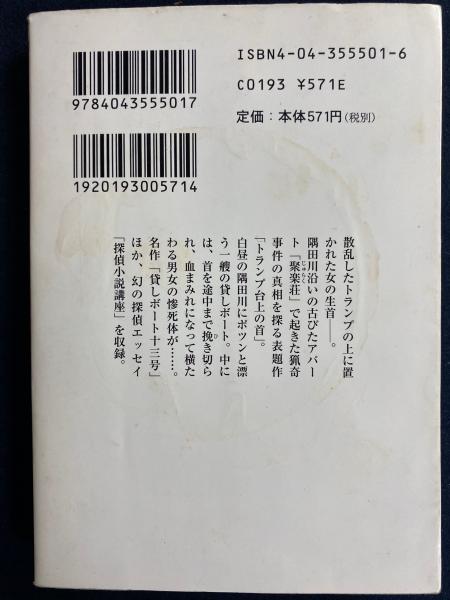 ISBN4-04-355501-6
C0193 ¥571E
定価：本体571円（税別）
9784043555017
1920193005714
散乱したトランプの上に置
かれた女の生首──。
隅田川沿いの古びたアパー
ト「聚楽荘」で起きた猟奇
事件の真相を探る表題作
「トランプ台上の首」。
白昼の隅田川にポツンと漂
う一艘の貸しボート。中に
は、首を途中まで挽き切ら
れ、血まみれになって横た
わる男女の惨死体が……。
名作「貸しボート十三号」
ほか、幻の探偵エッセイ
「探偵小説講座」を収録。